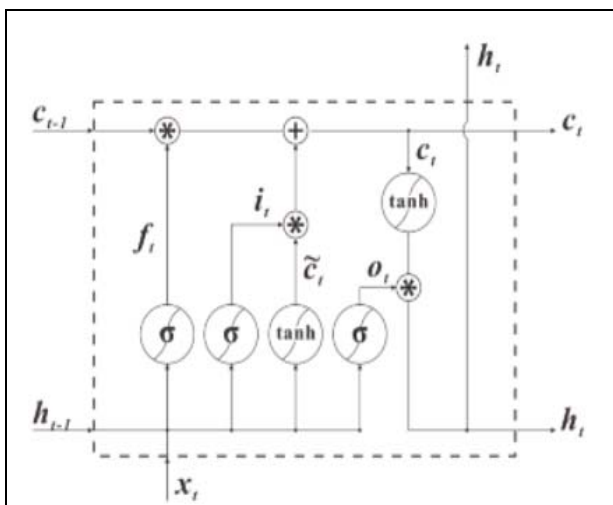 h_t
c_{t-1} * + c_t
c_t
tanh
i_t *
f_t
c̃_t o_t *
σ σ tanh σ
h_{t-1} h_t
x_t